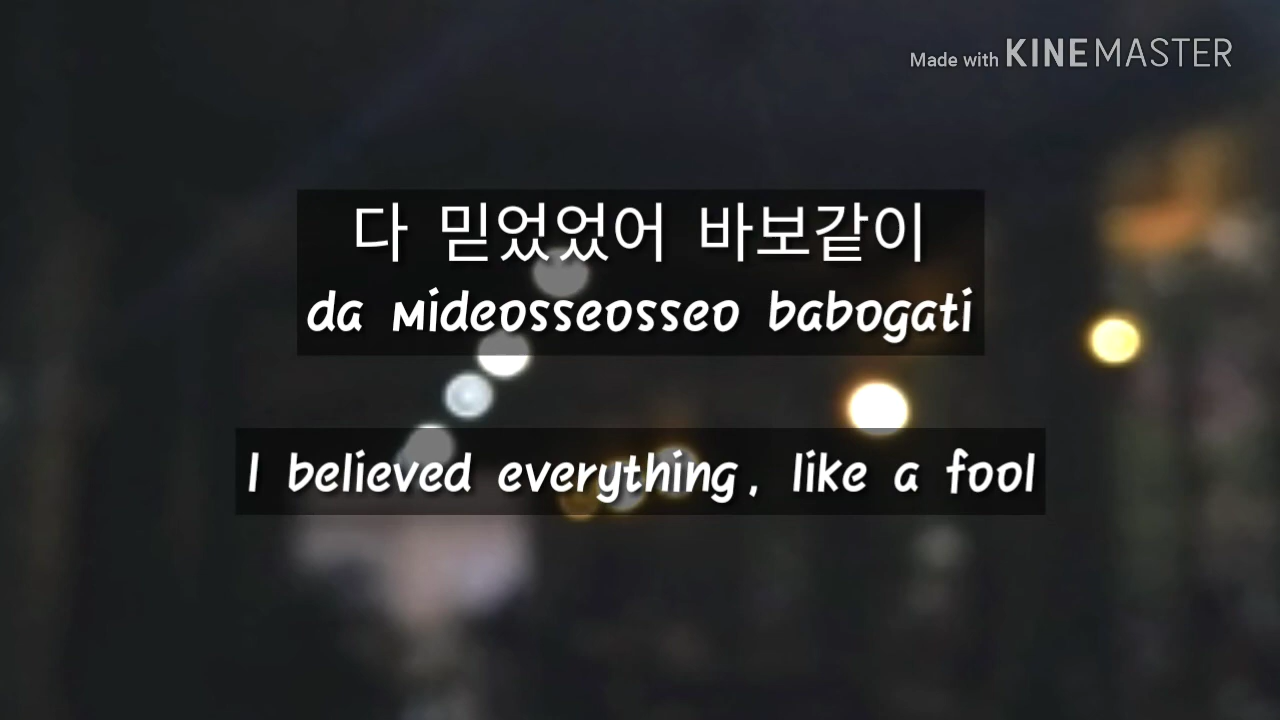 Made with KINEMASTER
다 믿었었어 바보같이
da mideosseosseo babogati
I believed everything, like a fool